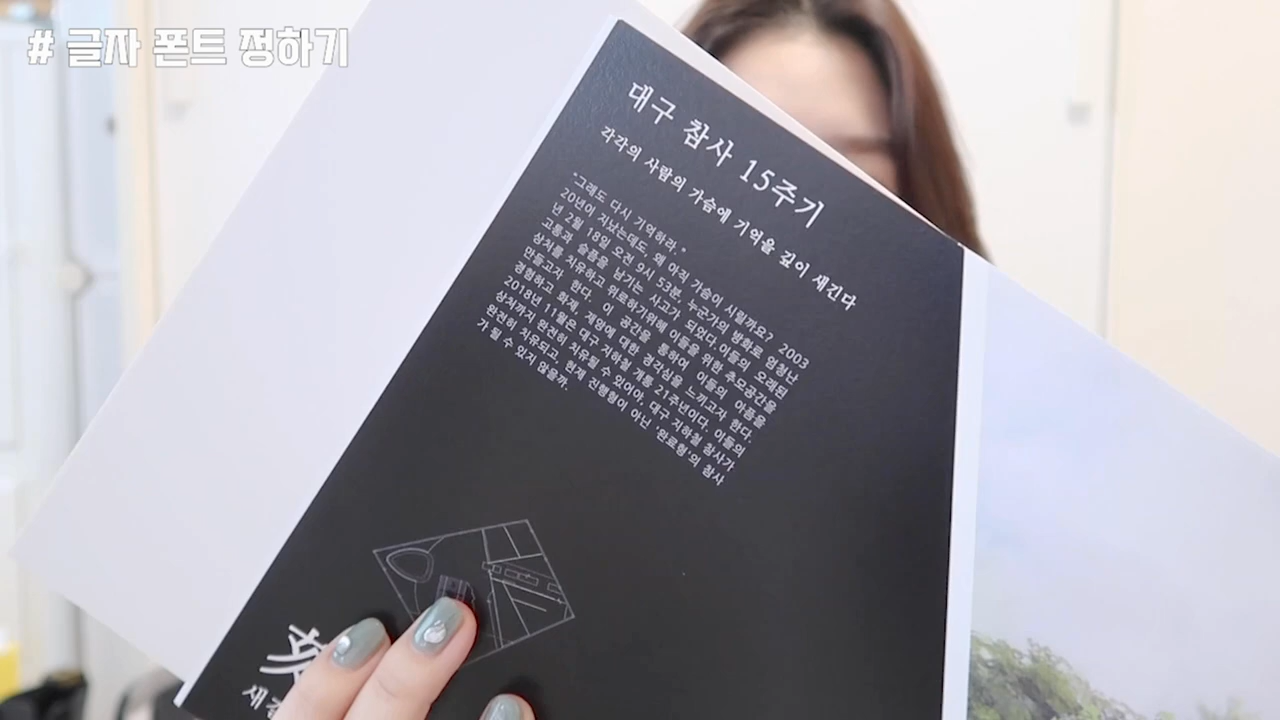 # 글자 폰트 정하기
대구 참사 15주기
각각의 사람의 가슴에 기억을 깊이 새긴다
"그래도 다시 기억하라."
20년이 지났는데도, 왜 아직 가슴이 시릴까요? 2003
년 2월 18일 오전 9시 53분, 누군가의 방화로 엄청난
고통과 슬픔을 남기는 사고가 되었다.이들의 오래된
상처를 치유하고 위로하기위해 이들을 위한 추모공간을
만들고자 한다. 이 공간을 통하여 이들의 아픔을
경험하고 화재 재앙에 대한 경각심을 느끼고자 한다.
2018년 11월은 대구 지하철 개통 21주년이다. 이들의
상처까지 완전히 치유될 수 있어야, 대구 지하철 참사가
완전히 치유되고, 현재 진행형이 아닌 '완료형'의 참사
가 될 수 있지 않을까.